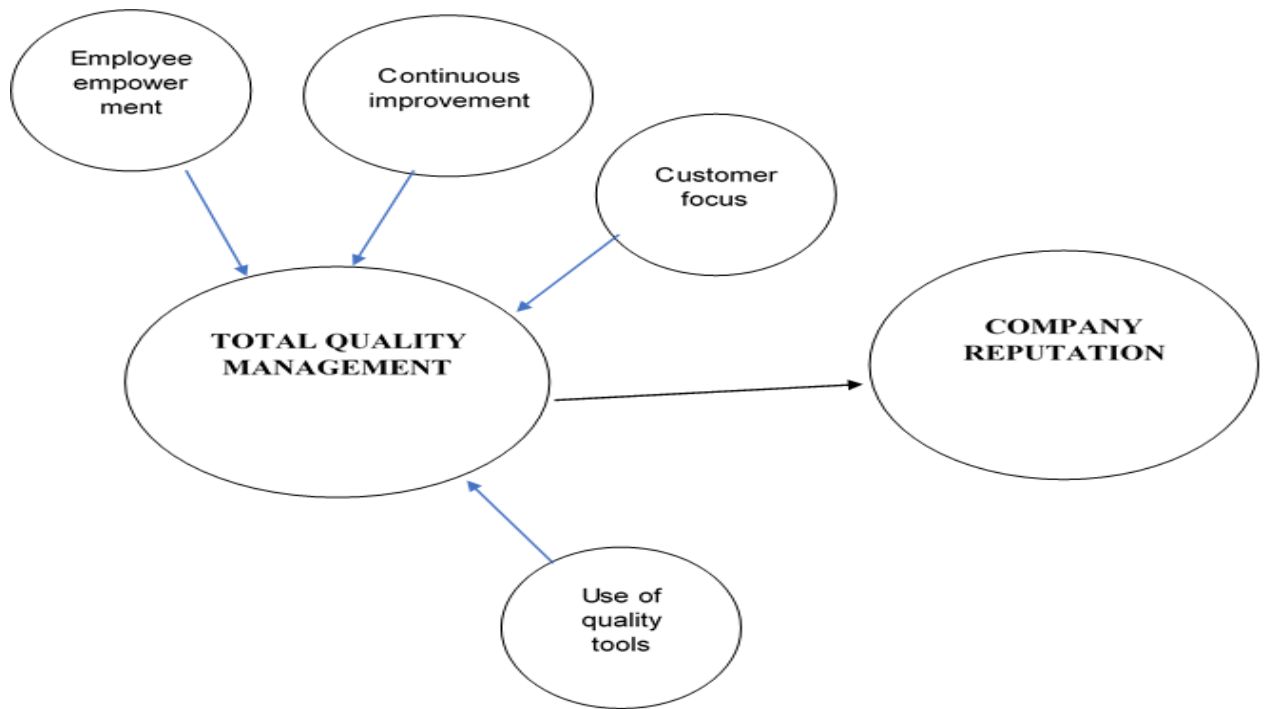 Employee
empower
ment
Continuous
improvement
Customer
focus
TOTAL QUALITY
MANAGEMENT
COMPANY
REPUTATION
Use of
quality
tools